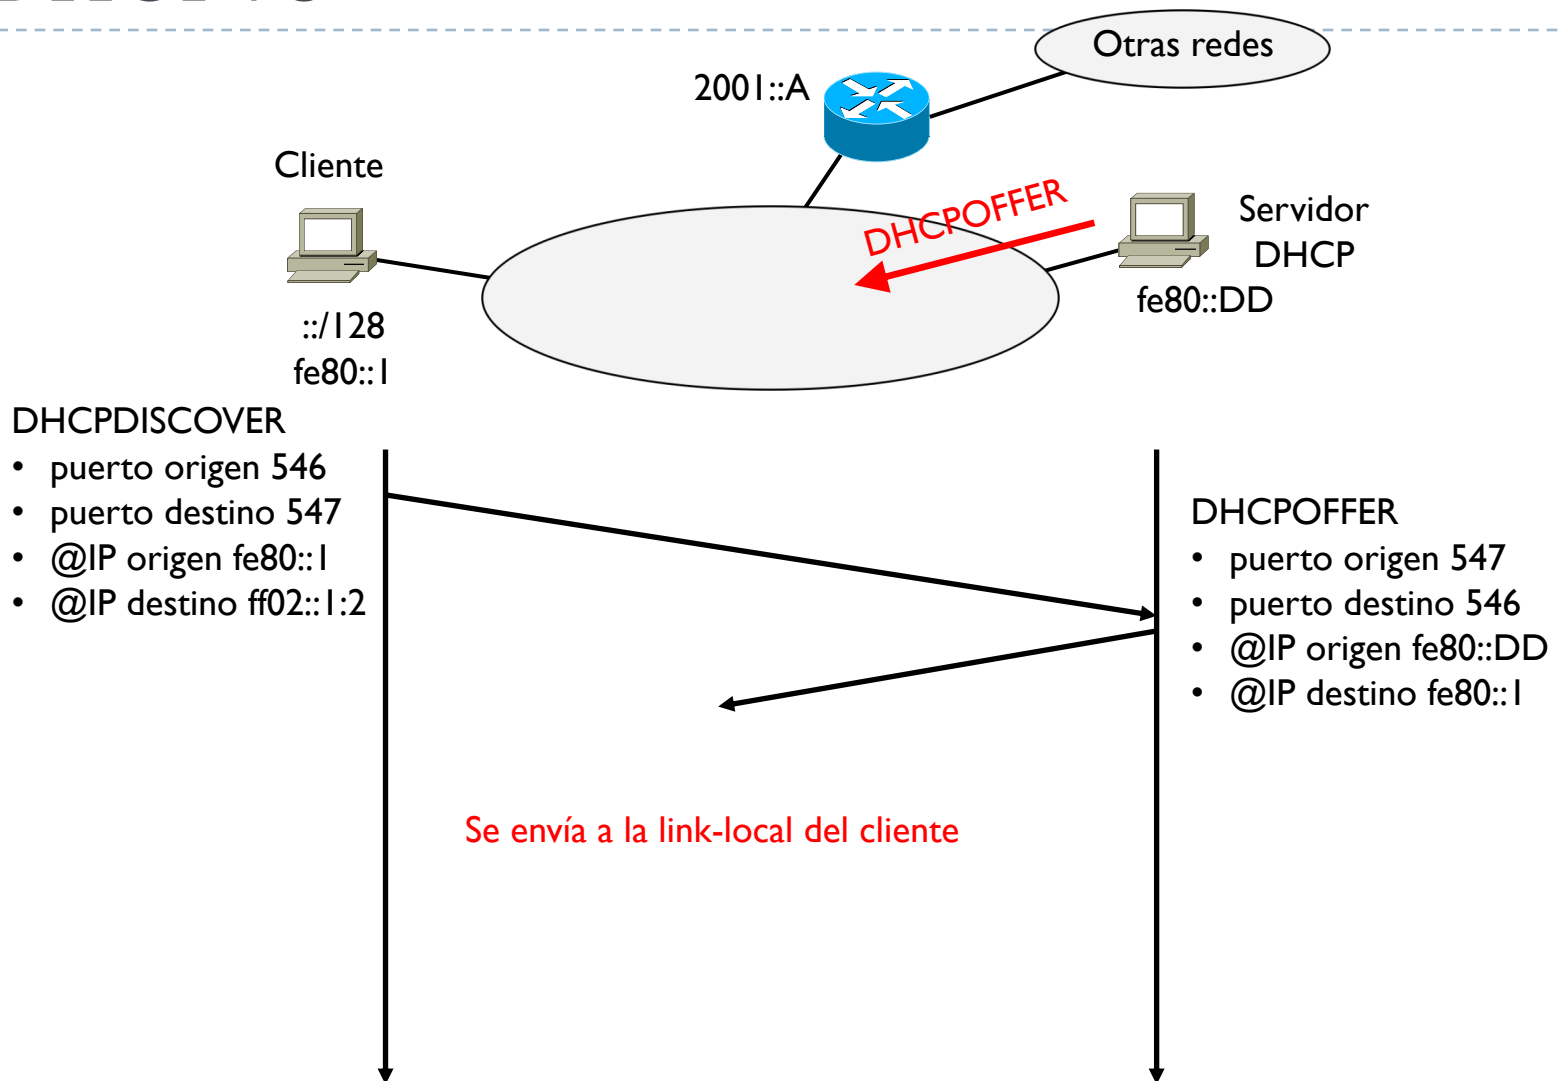 Otras redes
2001::A
Cliente
DHCPOFFER
Servidor
DHCP
fe80::DD
::/128
fe80::1
DHCPDISCOVER
• puerto origen 546
• puerto destino 547
• @IP origen fe80::1
• @IP destino ff02::1:2
DHCPOFFER
• puerto origen 547
• puerto destino 546
• @IP origen fe80::DD
• @IP destino fe80::1
Se envía a la link-local del cliente